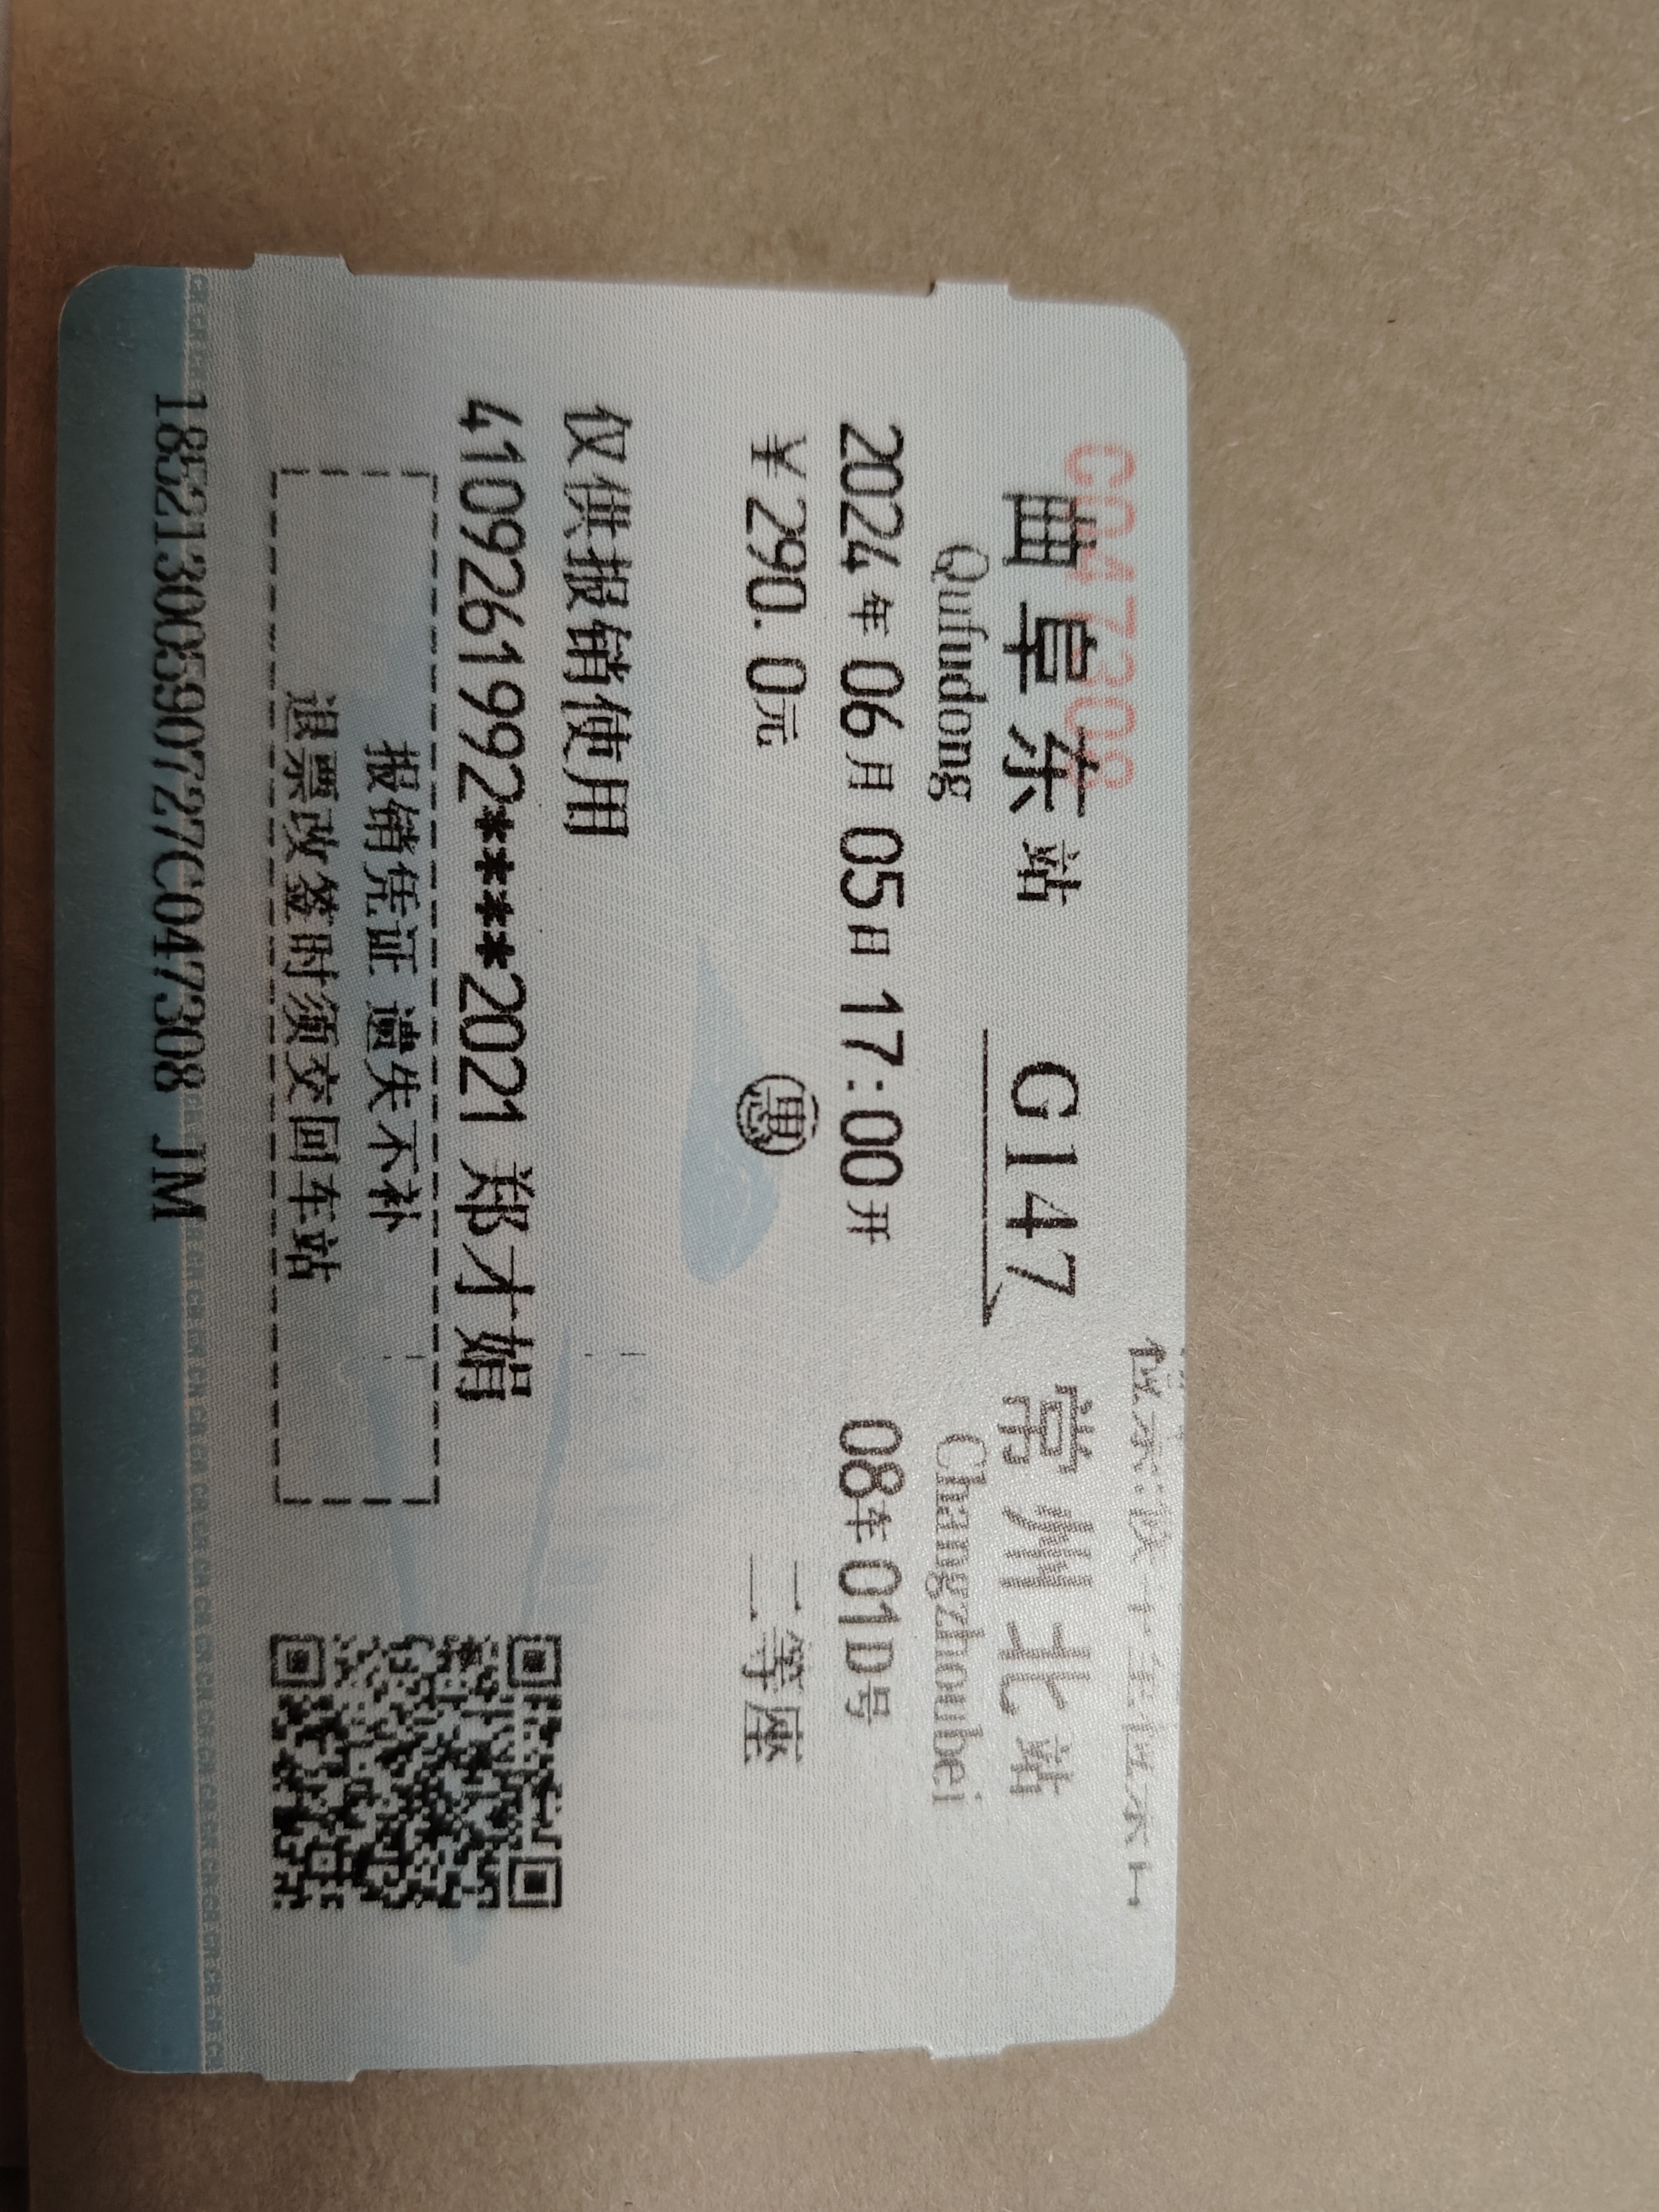 C047308
曲阜东站 G147 常州北站
Qufudong Changzhoubei
2024年06月05日17:00开 08车01D号
￥290.0元 惠 二等座
仅供报销使用
4109261992****2021 郑才娟
报销凭证 遗失不补
退票改签时须交回车站
18521300590727C047308 JM